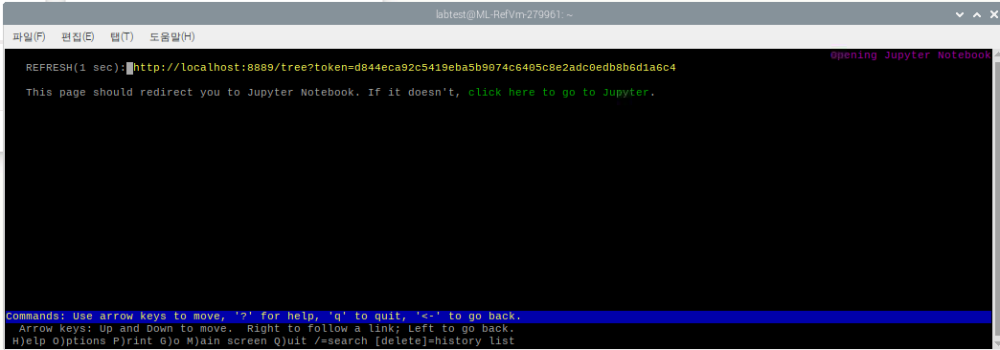 labtest@ML-RefVm-279961: ~
파일(F) 편집(E) 탭(T) 도움말(H)
Opening Jupyter Notebook
REFRESH(1 sec): http://localhost:8889/tree?token=d844eca92c5419eba5b9074c6405c8e2adc0edb8b6d1a6c4
This page should redirect you to Jupyter Notebook. If it doesn't, click here to go to Jupyter.
Commands: Use arrow keys to move, '?' for help, 'q' to quit, '<-' to go back.
Arrow keys: Up and Down to move. Right to follow a link; Left to go back.
H)elp O)ptions P)rint G)o M)ain screen Q)uit /=search [delete]=history list